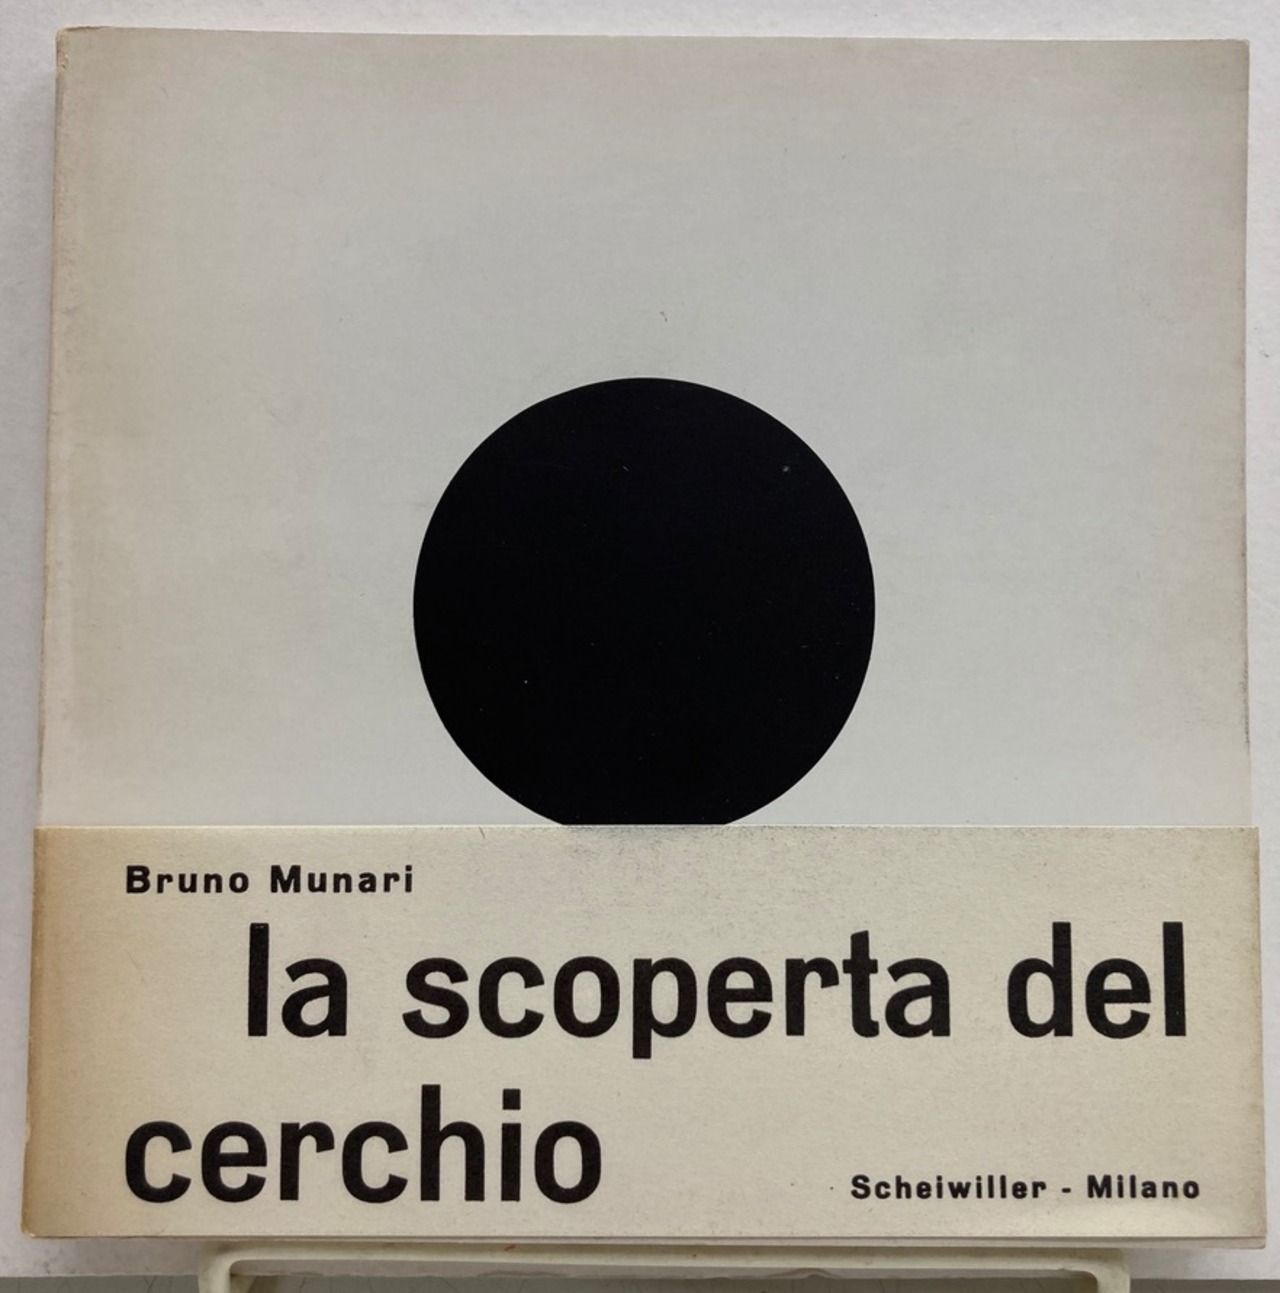 Bruno Munari
la scoperta del
cerchio
Scheiwiller - Milano